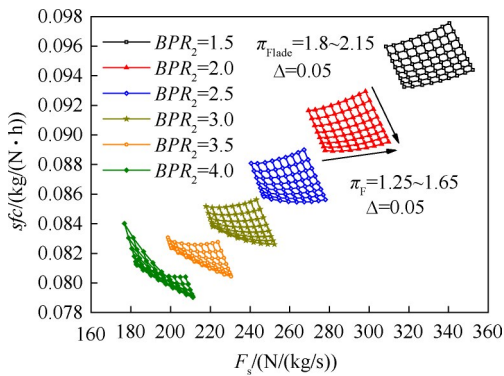 0.098
0.096
0.094
0.092
0.090
0.088
0.086
0.084
0.082
0.080
0.078
sfc/(kg/(N·h)
BPR₂=1.5
BPR₂=2.0
BPR₂=2.5
BPR₂=3.0
BPR₂=3.5
BPR₂=4.0
π_Flade=1.8~2.15
Δ=0.05
π_F=1.25~1.65
Δ=0.05
160 180 200 220 240 260 280 300 320 340 360
F_s/(N/(kg/s))